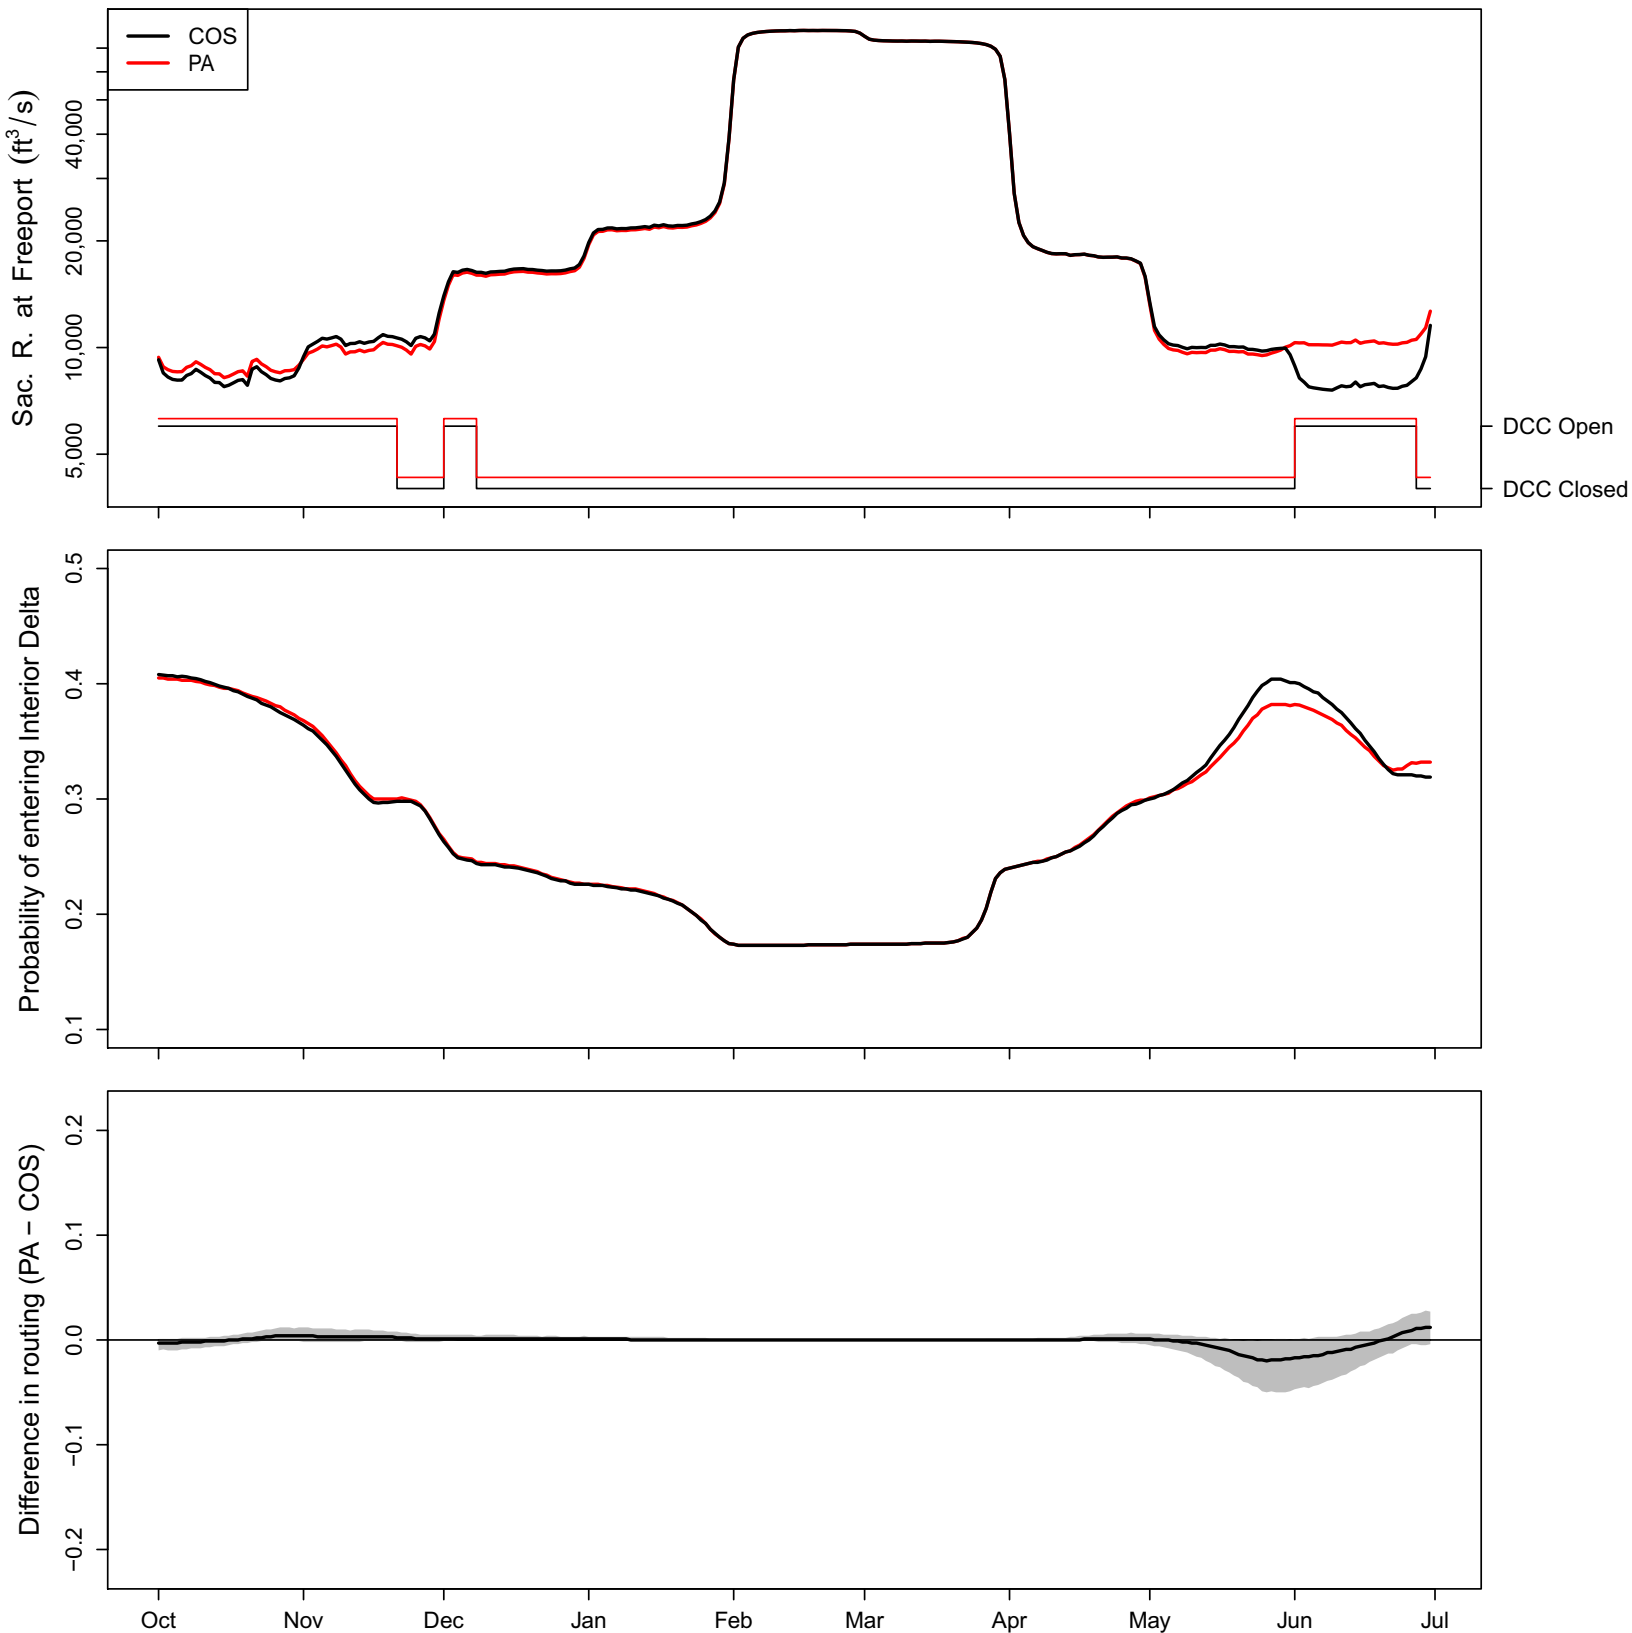 COS
PA
Sac. R. at Freeport (ft³/s)
40,000
20,000
10,000
5,000
DCC Open
DCC Closed
Probability of entering Interior Delta
0.5
0.4
0.3
0.2
0.1
Difference in routing (PA − COS)
0.2
0.1
0.0
−0.1
−0.2
Oct Nov Dec Jan Feb Mar Apr May Jun Jul